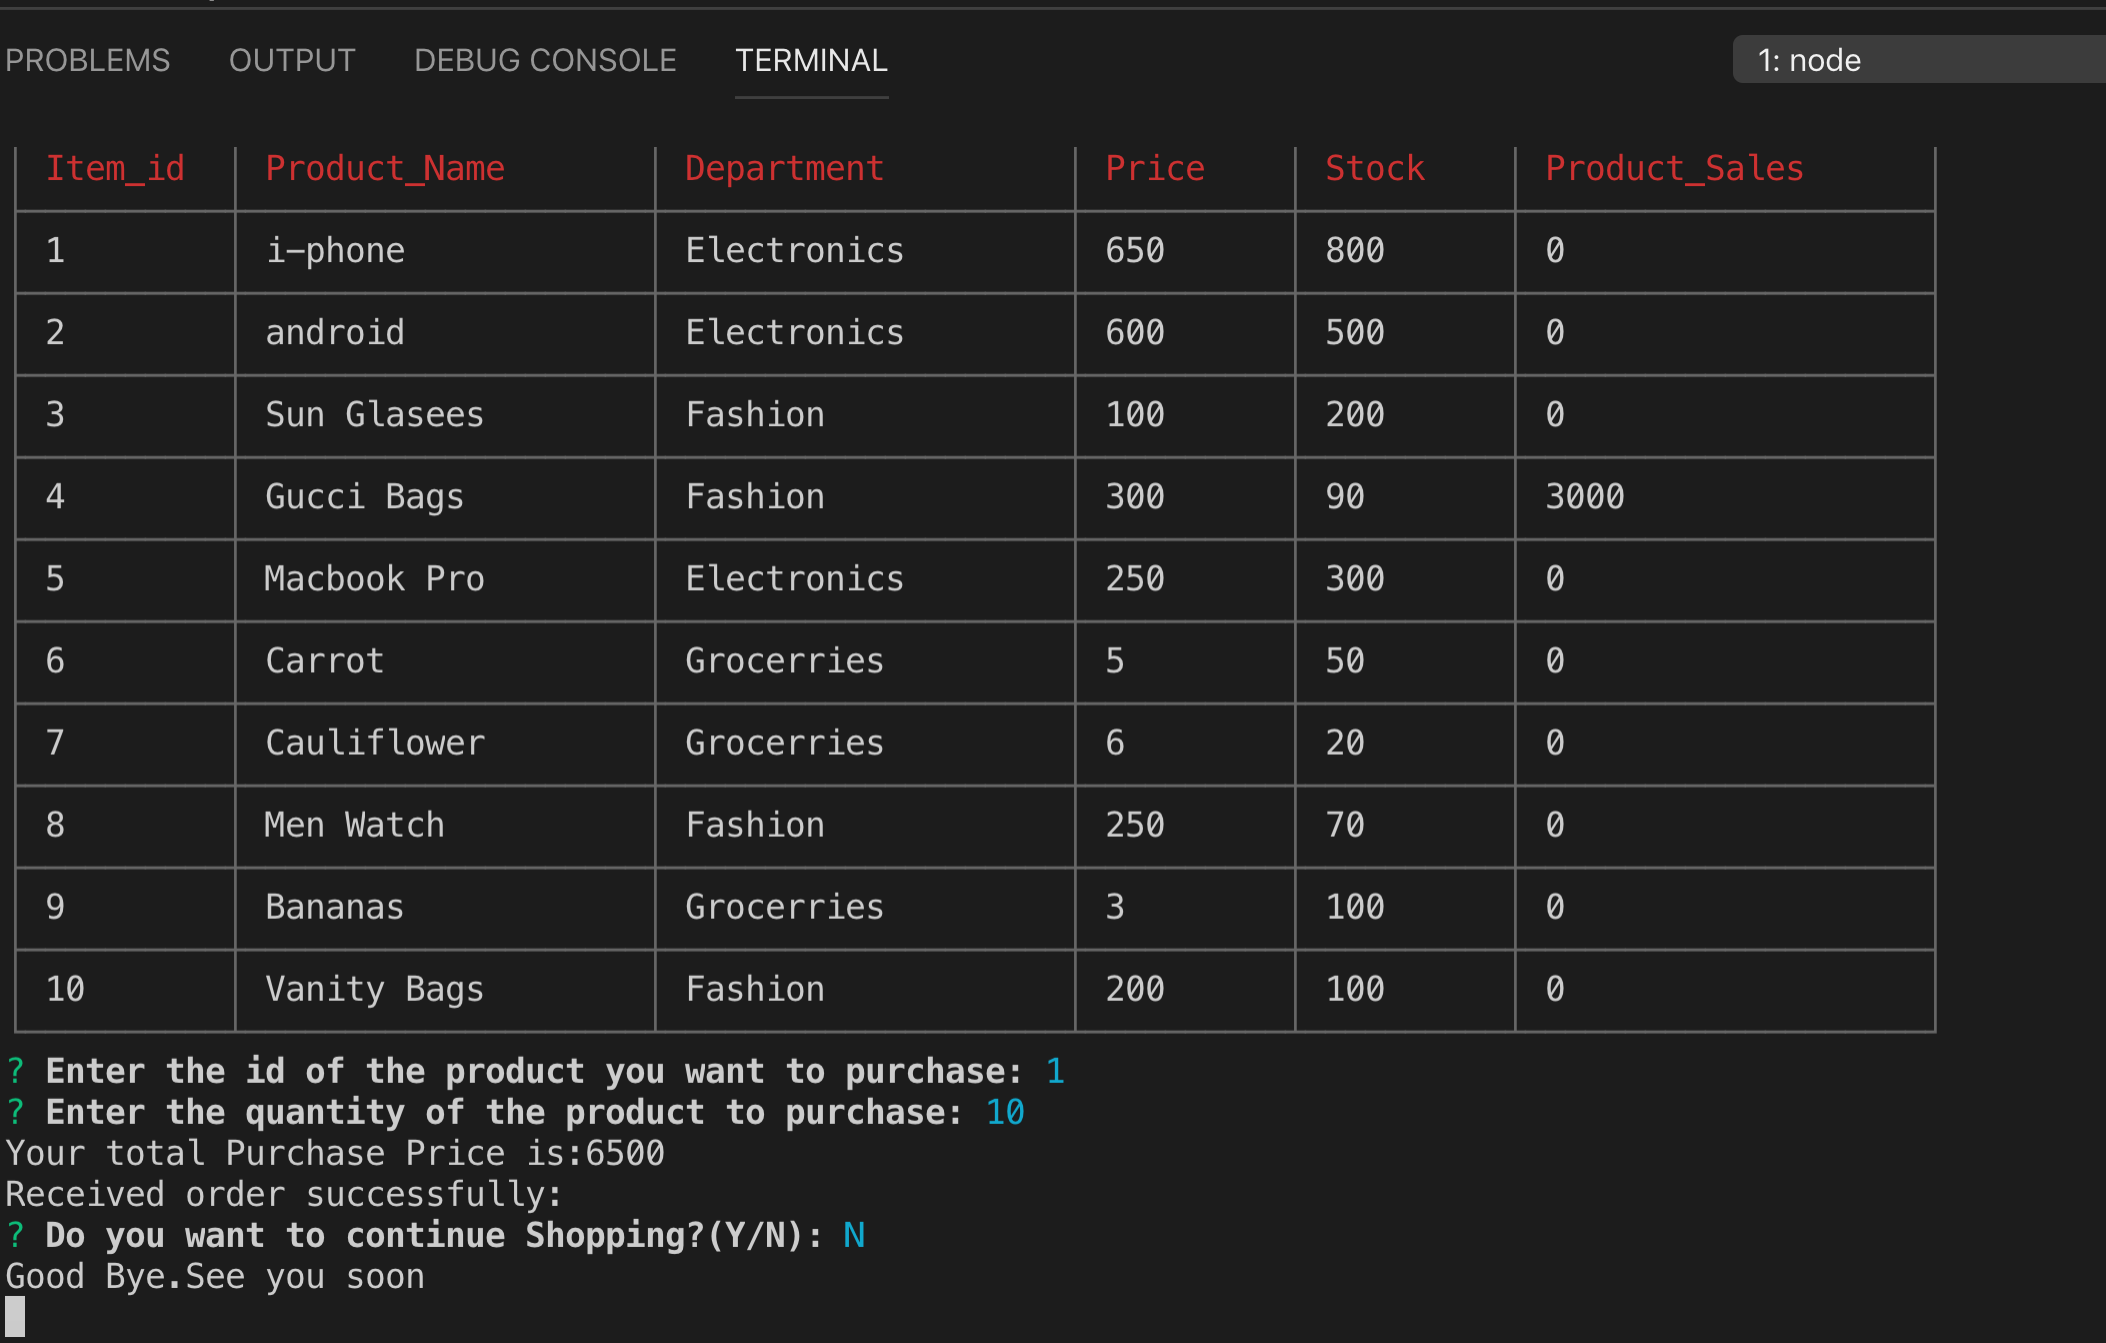 PROBLEMS OUTPUT DEBUG CONSOLE TERMINAL 1: node
Item_id Product_Name Department Price Stock Product_Sales
1 i-phone Electronics 650 800 0
2 android Electronics 600 500 0
3 Sun Glasees Fashion 100 200 0
4 Gucci Bags Fashion 300 90 3000
5 Macbook Pro Electronics 250 300 0
6 Carrot Grocerries 5 50 0
7 Cauliflower Grocerries 6 20 0
8 Men Watch Fashion 250 70 0
9 Bananas Grocerries 3 100 0
10 Vanity Bags Fashion 200 100 0
? Enter the id of the product you want to purchase: 1
? Enter the quantity of the product to purchase: 10
Your total Purchase Price is:6500
Received order successfully:
? Do you want to continue Shopping?(Y/N): N
Good Bye.See you soon